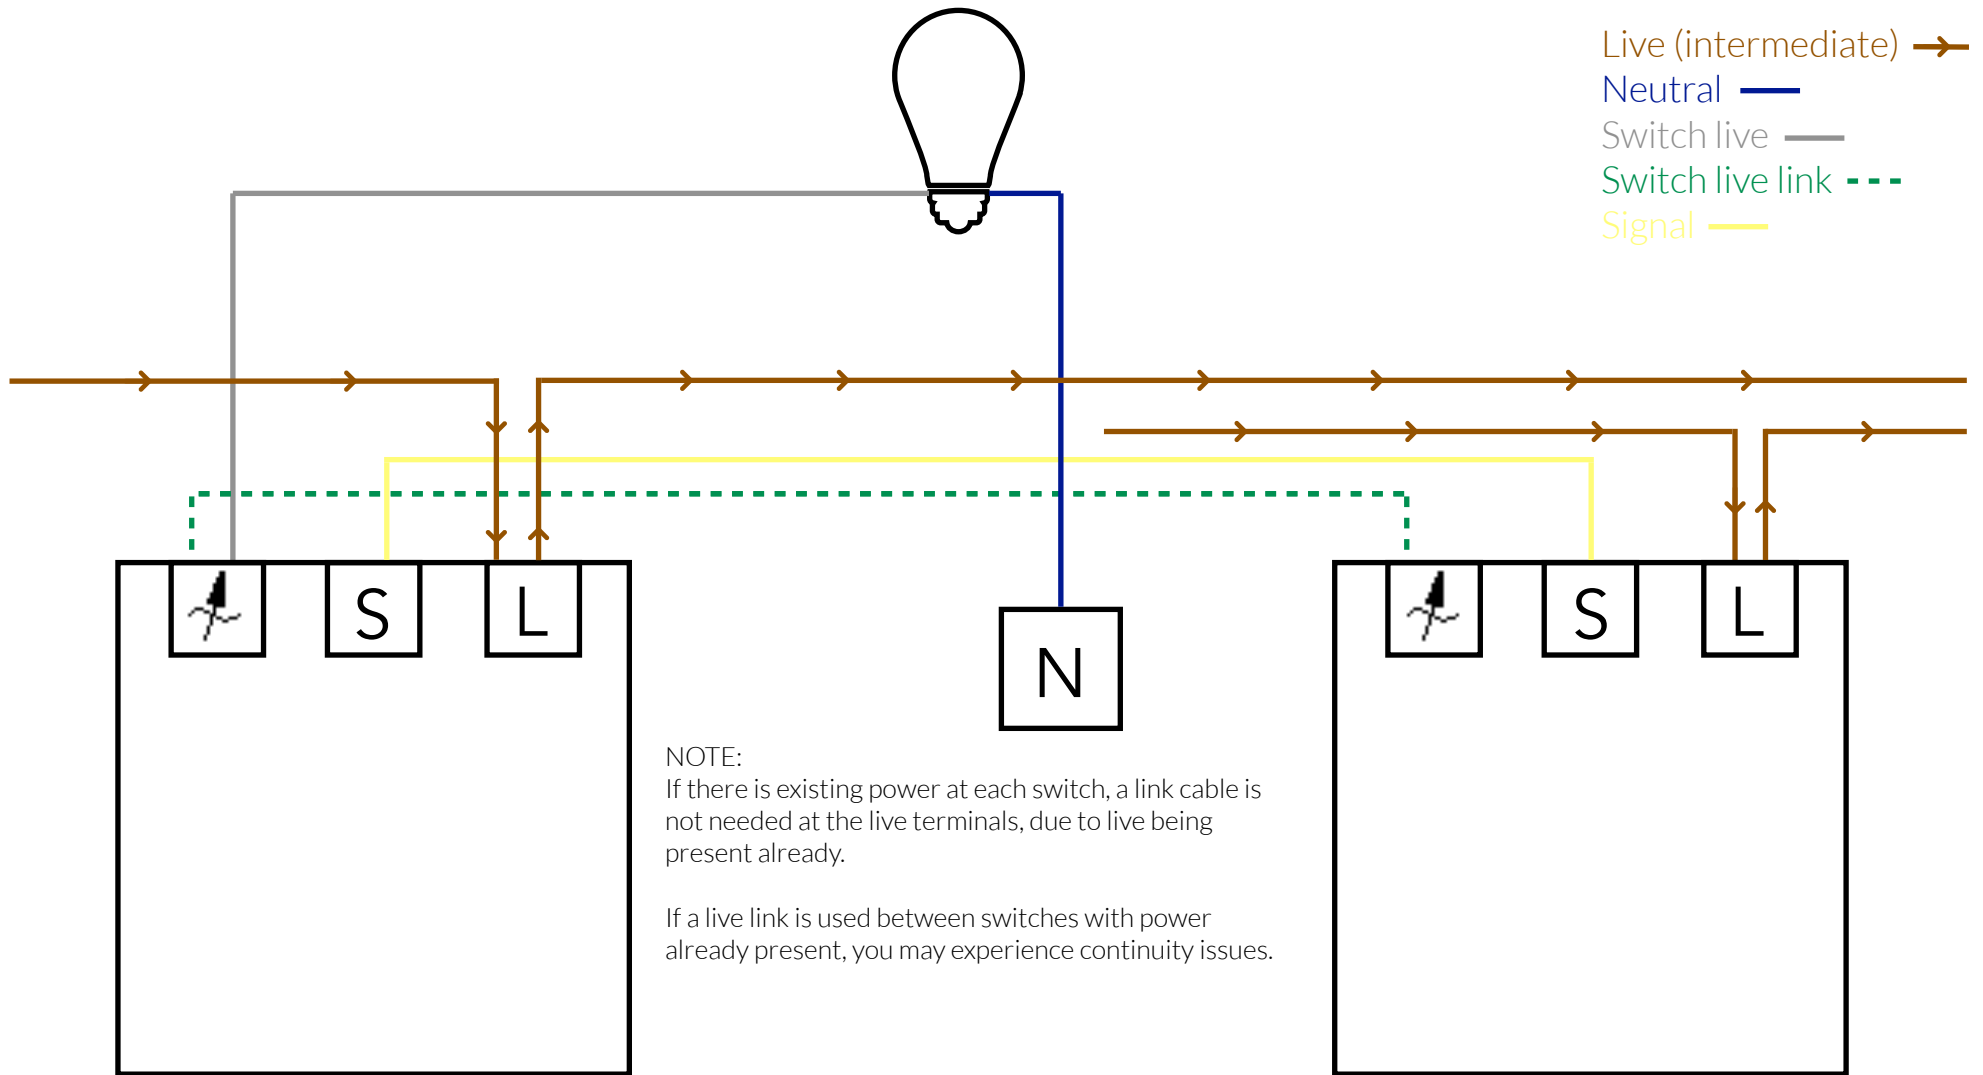 Live (intermediate)
Neutral
Switch live
Switch live link
Signal
S
L
N
S
L
NOTE:
If there is existing power at each switch, a link cable is
not needed at the live terminals, due to live being
present already.
If a live link is used between switches with power
already present, you may experience continuity issues.